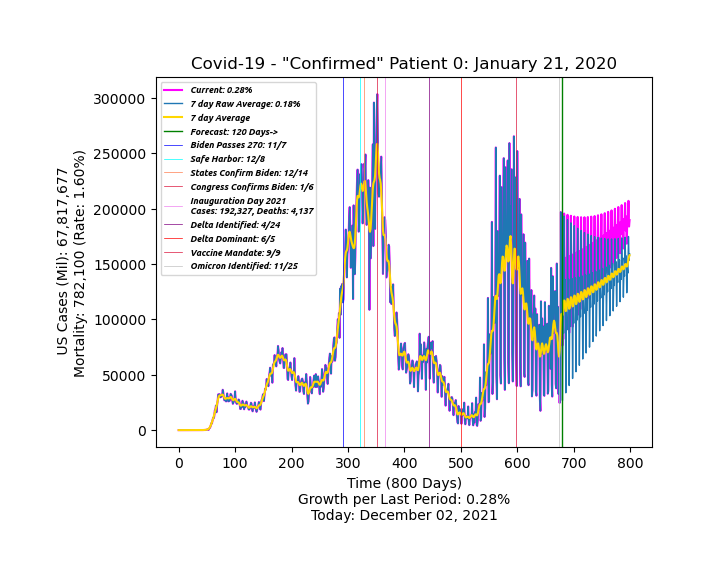 Covid-19 - "Confirmed" Patient 0: January 21, 2020
US Cases (Mil): 67,817,677
Mortality: 782,100 (Rate: 1.60%)
300000
250000
200000
150000
100000
50000
0
Current: 0.28%
7 day Raw Average: 0.18%
7 day Average
Forecast: 120 Days->
Biden Passes 270: 11/7
Safe Harbor: 12/8
States Confirm Biden: 12/14
Congress Confirms Biden: 1/6
Inauguration Day 2021
Cases: 192,327, Deaths: 4,137
Delta Identified: 4/24
Delta Dominant: 6/5
Vaccine Mandate: 9/9
Omicron Identified: 11/25
0 100 200 300 400 500 600 700 800
Time (800 Days)
Growth per Last Period: 0.28%
Today: December 02, 2021